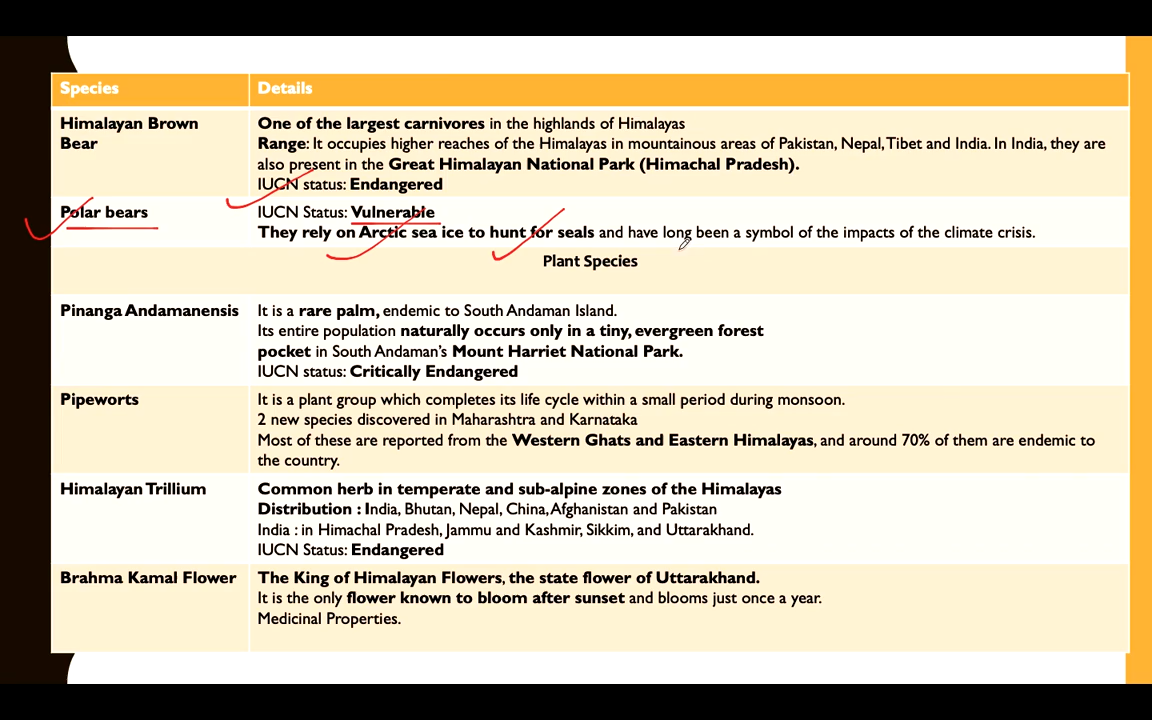 Species
Details
Himalayan Brown
Bear
One of the largest carnivores in the highlands of Himalayas
Range: It occupies higher reaches of the Himalayas in mountainous areas of Pakistan, Nepal, Tibet and India. In India, they are
also present in the Great Himalayan National Park (Himachal Pradesh).
IUCN status: Endangered
Polar bears
IUCN Status: Vulnerable
They rely on Arctic sea ice to hunt for seals and have long been a symbol of the impacts of the climate crisis.
Plant Species
Pinanga Andamanensis
It is a rare palm, endemic to South Andaman Island.
Its entire population naturally occurs only in a tiny, evergreen forest
pocket in South Andaman's Mount Harriet National Park.
IUCN status: Critically Endangered
Pipeworts
It is a plant group which completes its life cycle within a small period during monsoon.
2 new species discovered in Maharashtra and Karnataka
Most of these are reported from the Western Ghats and Eastern Himalayas, and around 70% of them are endemic to
the country.
Himalayan Trillium
Common herb in temperate and sub-alpine zones of the Himalayas
Distribution : India, Bhutan, Nepal, China, Afghanistan and Pakistan
India : in Himachal Pradesh, Jammu and Kashmir, Sikkim, and Uttarakhand.
IUCN Status: Endangered
Brahma Kamal Flower
The King of Himalayan Flowers, the state flower of Uttarakhand.
It is the only flower known to bloom after sunset and blooms just once a year.
Medicinal Properties.